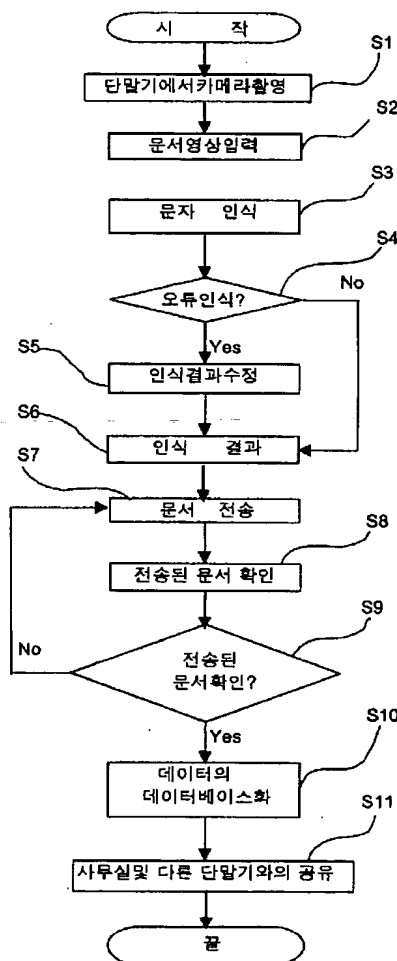 시 작
S1
단말기에서카메라촬영
S2
문서영상입력
S3
문자 인식
S4
오류인식?
No
Yes
S5
인식결과수정
S6
인식 결과
S7
문서 전송
S8
전송된 문서 확인
S9
전송된
문서확인?
No
Yes
S10
데이터의
데이터베이스화
S11
사무실및 다른 단말기와의 공유
끝